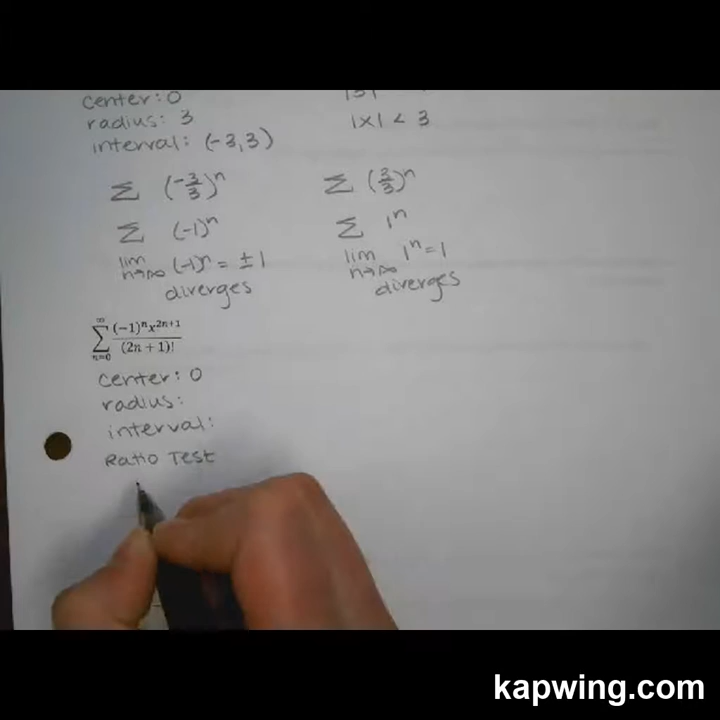 center: 0
radius: 3
|x| < 3
interval: (-3,3)
∑ (-3/3)^n
∑ (3/3)^n
∑ (-1)^n
∑ 1^n
lim n→∞ (-1)^n = ±1
lim n→∞ 1^n = 1
diverges
diverges
∑_{n=0}^{∞} (-1)^n x^{2n+1} / (2n + 1)!
center: 0
radius:
interval:
Ratio Test
kapwing.com